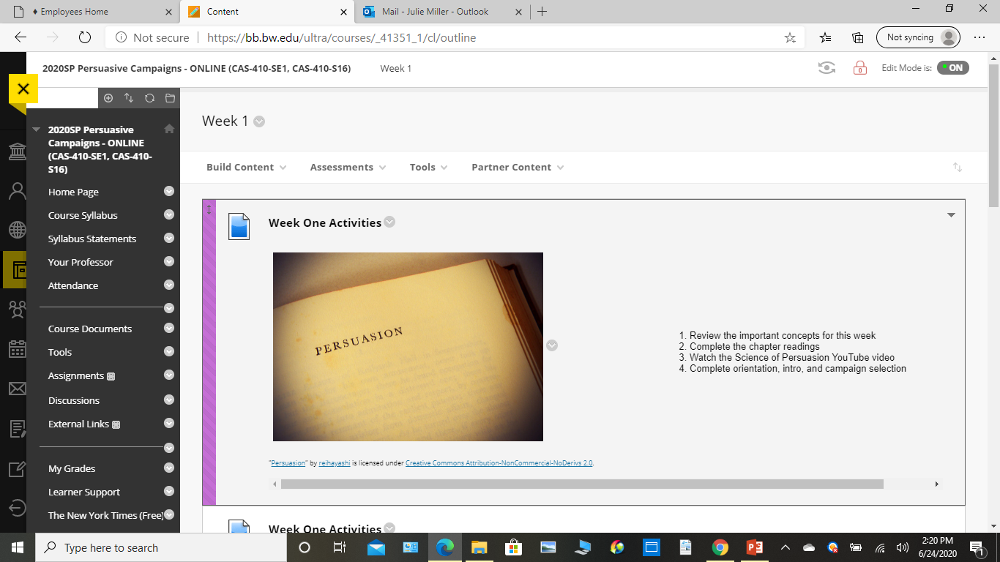 ♦ Employees Home
Content
Mail - Julie Miller - Outlook
Not secure
https://bb.bw.edu/ultra/courses/_41351_1/cl/outline
Not syncing
2020SP Persuasive Campaigns - ONLINE (CAS-410-SE1, CAS-410-S16)
Week 1
Edit Mode is:
ON
2020SP Persuasive
Campaigns - ONLINE
(CAS-410-SE1, CAS-410-
S16)
Home Page
Course Syllabus
Syllabus Statements
Your Professor
Attendance
Course Documents
Tools
Assignments
Discussions
External Links
My Grades
Learner Support
The New York Times (Free)
Week 1
Build Content
Assessments
Tools
Partner Content
Week One Activities
PERSUASION
1. Review the important concepts for this week
2. Complete the chapter readings
3. Watch the Science of Persuasion YouTube video
4. Complete orientation, intro, and campaign selection
"Persuasion" by reihayashi is licensed under Creative Commons Attribution-NonCommercial-NoDerivs 2.0.
Week One Activities
Type here to search
2:20 PM
6/24/2020
1